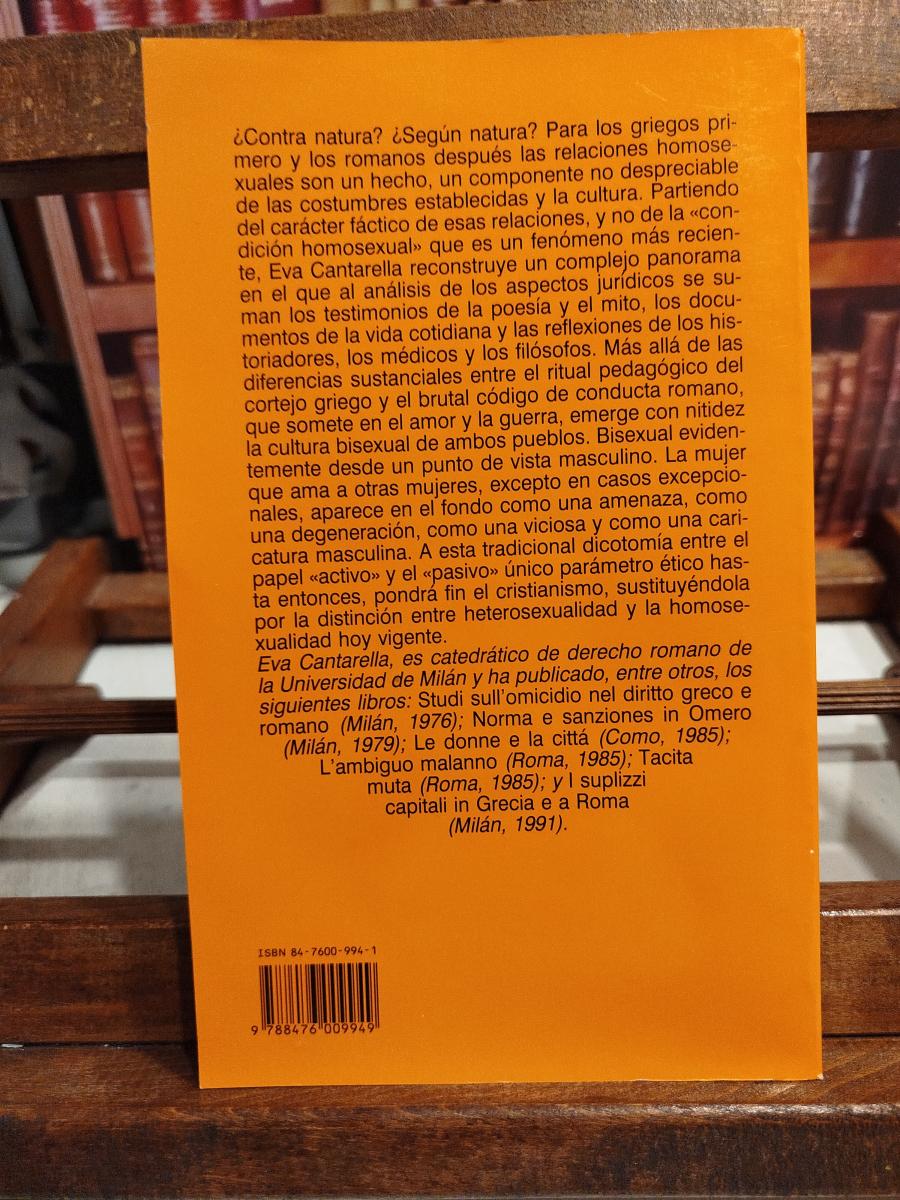 ¿Contra natura? ¿Según natura? Para los griegos pri-
mero y los romanos después las relaciones homose-
xuales son un hecho, un componente no despreciable
de las costumbres establecidas y la cultura. Partiendo
del carácter fáctico de esas relaciones, y no de la «con-
dición homosexual» que es un fenómeno más recien-
te, Eva Cantarella reconstruye un complejo panorama
en el que al análisis de los aspectos jurídicos se su-
man los testimonios de la poesía y el mito, los docu-
mentos de la vida cotidiana y las reflexiones de los his-
toriadores, los médicos y los filósofos. Más allá de las
diferencias sustanciales entre el ritual pedagógico del
cortejo griego y el brutal código de conducta romano,
que somete en el amor y la guerra, emerge con nitidez
la cultura bisexual de ambos pueblos. Bisexual eviden-
temente desde un punto de vista masculino. La mujer
que ama a otras mujeres, excepto en casos excepcio-
nales, aparece en el fondo como una amenaza, como
una degeneración, como una viciosa y como una cari-
catura masculina. A esta tradicional dicotomía entre el
papel «activo» y el «pasivo» único parámetro ético has-
ta entonces, pondrá fin el cristianismo, sustituyéndola
por la distinción entre heterosexualidad y la homose-
xualidad hoy vigente.
Eva Cantarella, es catedrático de derecho romano de
la Universidad de Milán y ha publicado, entre otros, los
siguientes libros: Studi sull'omicidio nel diritto greco e
romano (Milán, 1976); Norma e sanziones in Omero
(Milán, 1979); Le donne e la cittá (Como, 1985);
L'ambiguo malanno (Roma, 1985); Tacita
muta (Roma, 1985); y I suplizzi
capitali in Grecia e a Roma
(Milán, 1991).
ISBN 84-7600-994-1
9 788476 009949